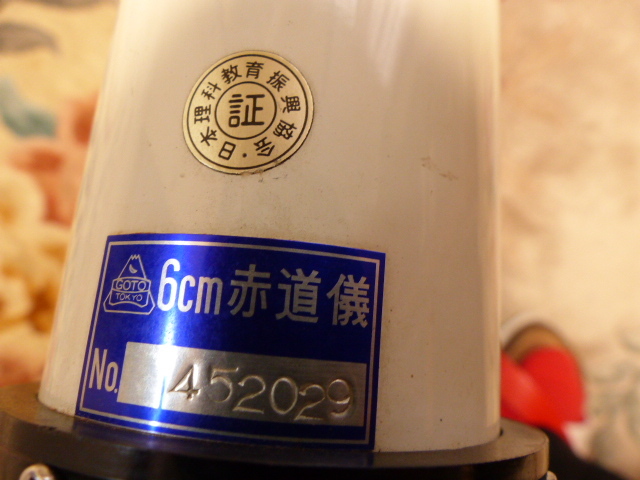 日本理科教育振興協会・
証
GOTO
TOKYO
6cm赤道儀
No. 452029